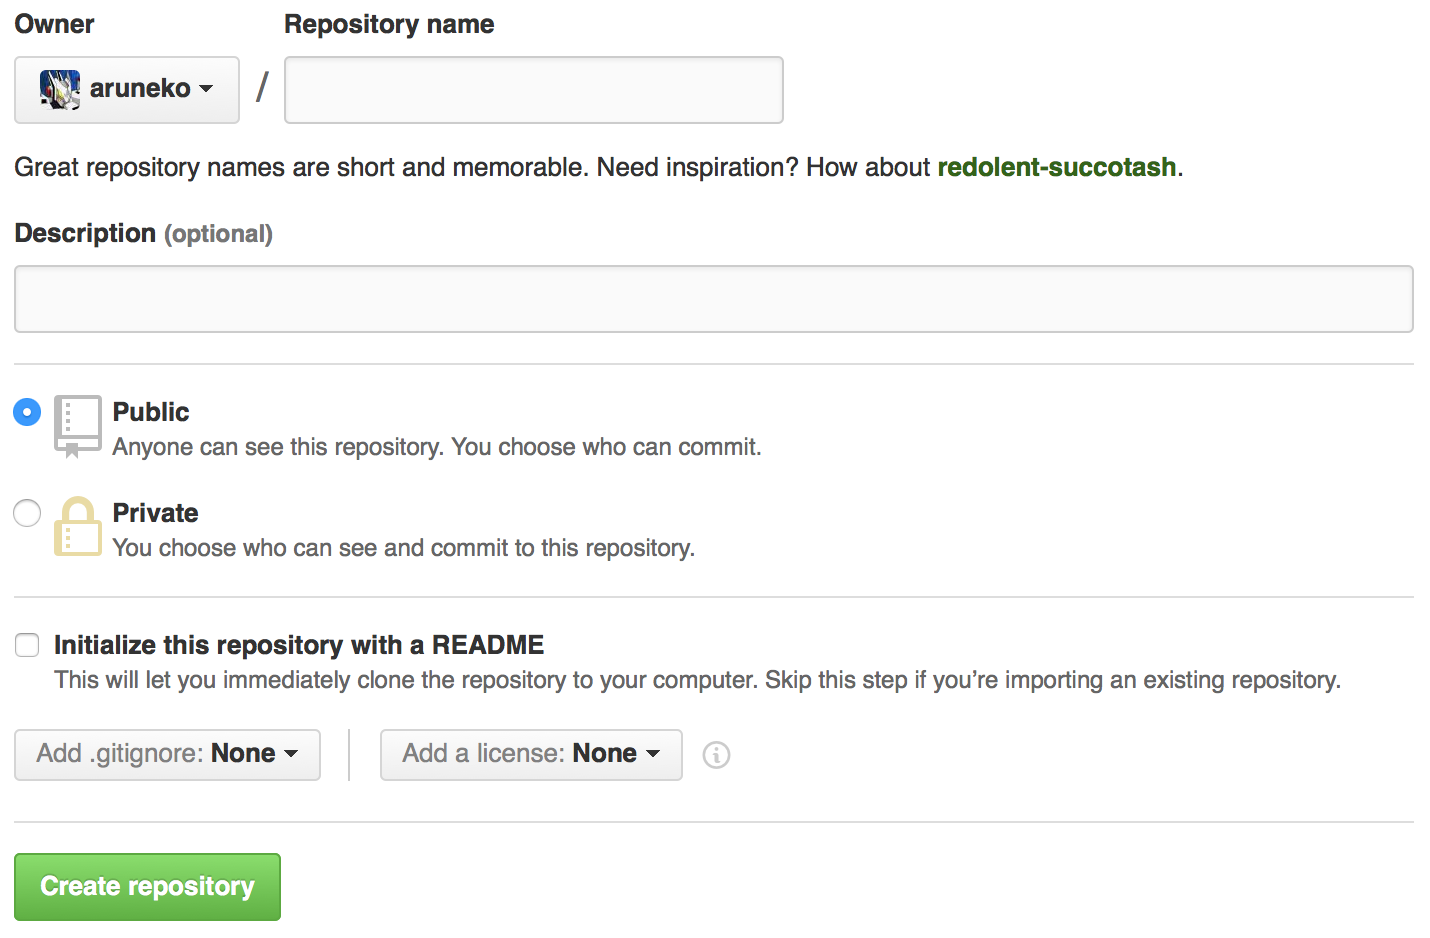 Owner
Repository name
aruneko
/
Great repository names are short and memorable. Need inspiration? How about redolent-succotash.
Description (optional)
Public
Anyone can see this repository. You choose who can commit.
Private
You choose who can see and commit to this repository.
Initialize this repository with a README
This will let you immediately clone the repository to your computer. Skip this step if you’re importing an existing repository.
Add .gitignore: None
Add a license: None
Create repository